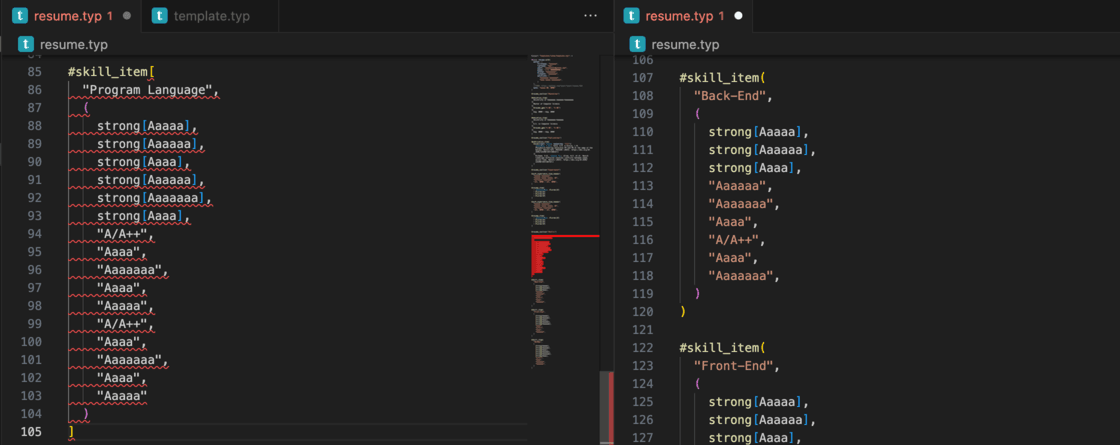 resume.typ 1
template.typ
resume.typ
85 #skill_item[
86 "Program Language",
87 (
88 strong[Aaaaa],
89 strong[Aaaaaa],
90 strong[Aaaa],
91 strong[Aaaaaa],
92 strong[Aaaaaaa],
93 strong[Aaaa],
94 "A/A++",
95 "Aaaa",
96 "Aaaaaaa",
97 "Aaaa",
98 "Aaaaa",
99 "A/A++",
100 "Aaaa",
101 "Aaaaaaa",
102 "Aaaa",
103 "Aaaaa"
104 )
105 ]
resume.typ 1
resume.typ
106
107 #skill_item(
108 "Back-End",
109 (
110 strong[Aaaaa],
111 strong[Aaaaaa],
112 strong[Aaaa],
113 "Aaaaaa",
114 "Aaaaaaa",
115 "Aaaa",
116 "A/A++",
117 "Aaaa",
118 "Aaaaaaa",
119 )
120 )
121
122 #skill_item(
123 "Front-End",
124 (
125 strong[Aaaaa],
126 strong[Aaaaaa],
127 strong[Aaaa],